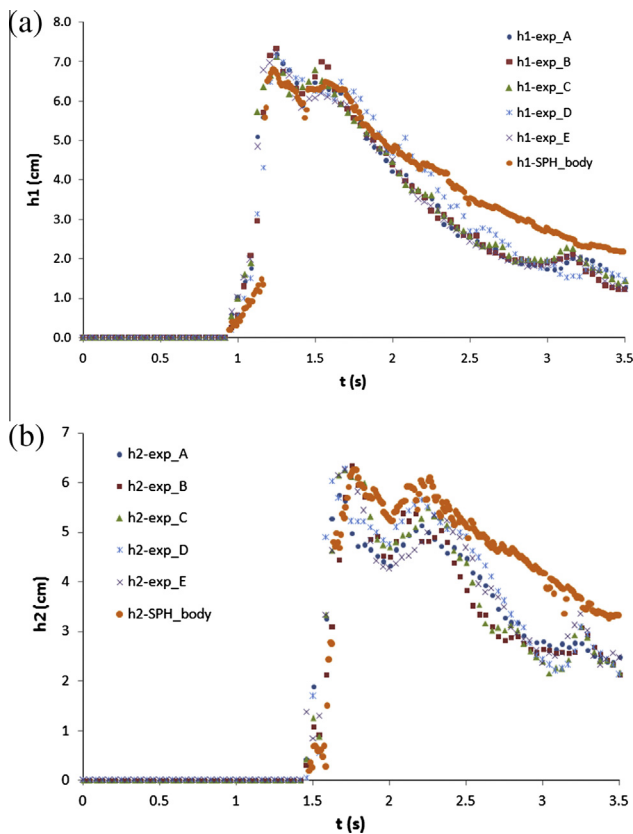 (a)
8.0
7.0
6.0
5.0
4.0
3.0
2.0
1.0
0.0
h1 (cm)
h1-exp_A
h1-exp_B
h1-exp_C
h1-exp_D
h1-exp_E
h1-SPH_body
0 0.5 1 1.5 2 2.5 3 3.5
t (s)
(b)
7
6
5
4
3
2
1
0
h2 (cm)
h2-exp_A
h2-exp_B
h2-exp_C
h2-exp_D
h2-exp_E
h2-SPH_body
0 0.5 1 1.5 2 2.5 3 3.5
t (s)